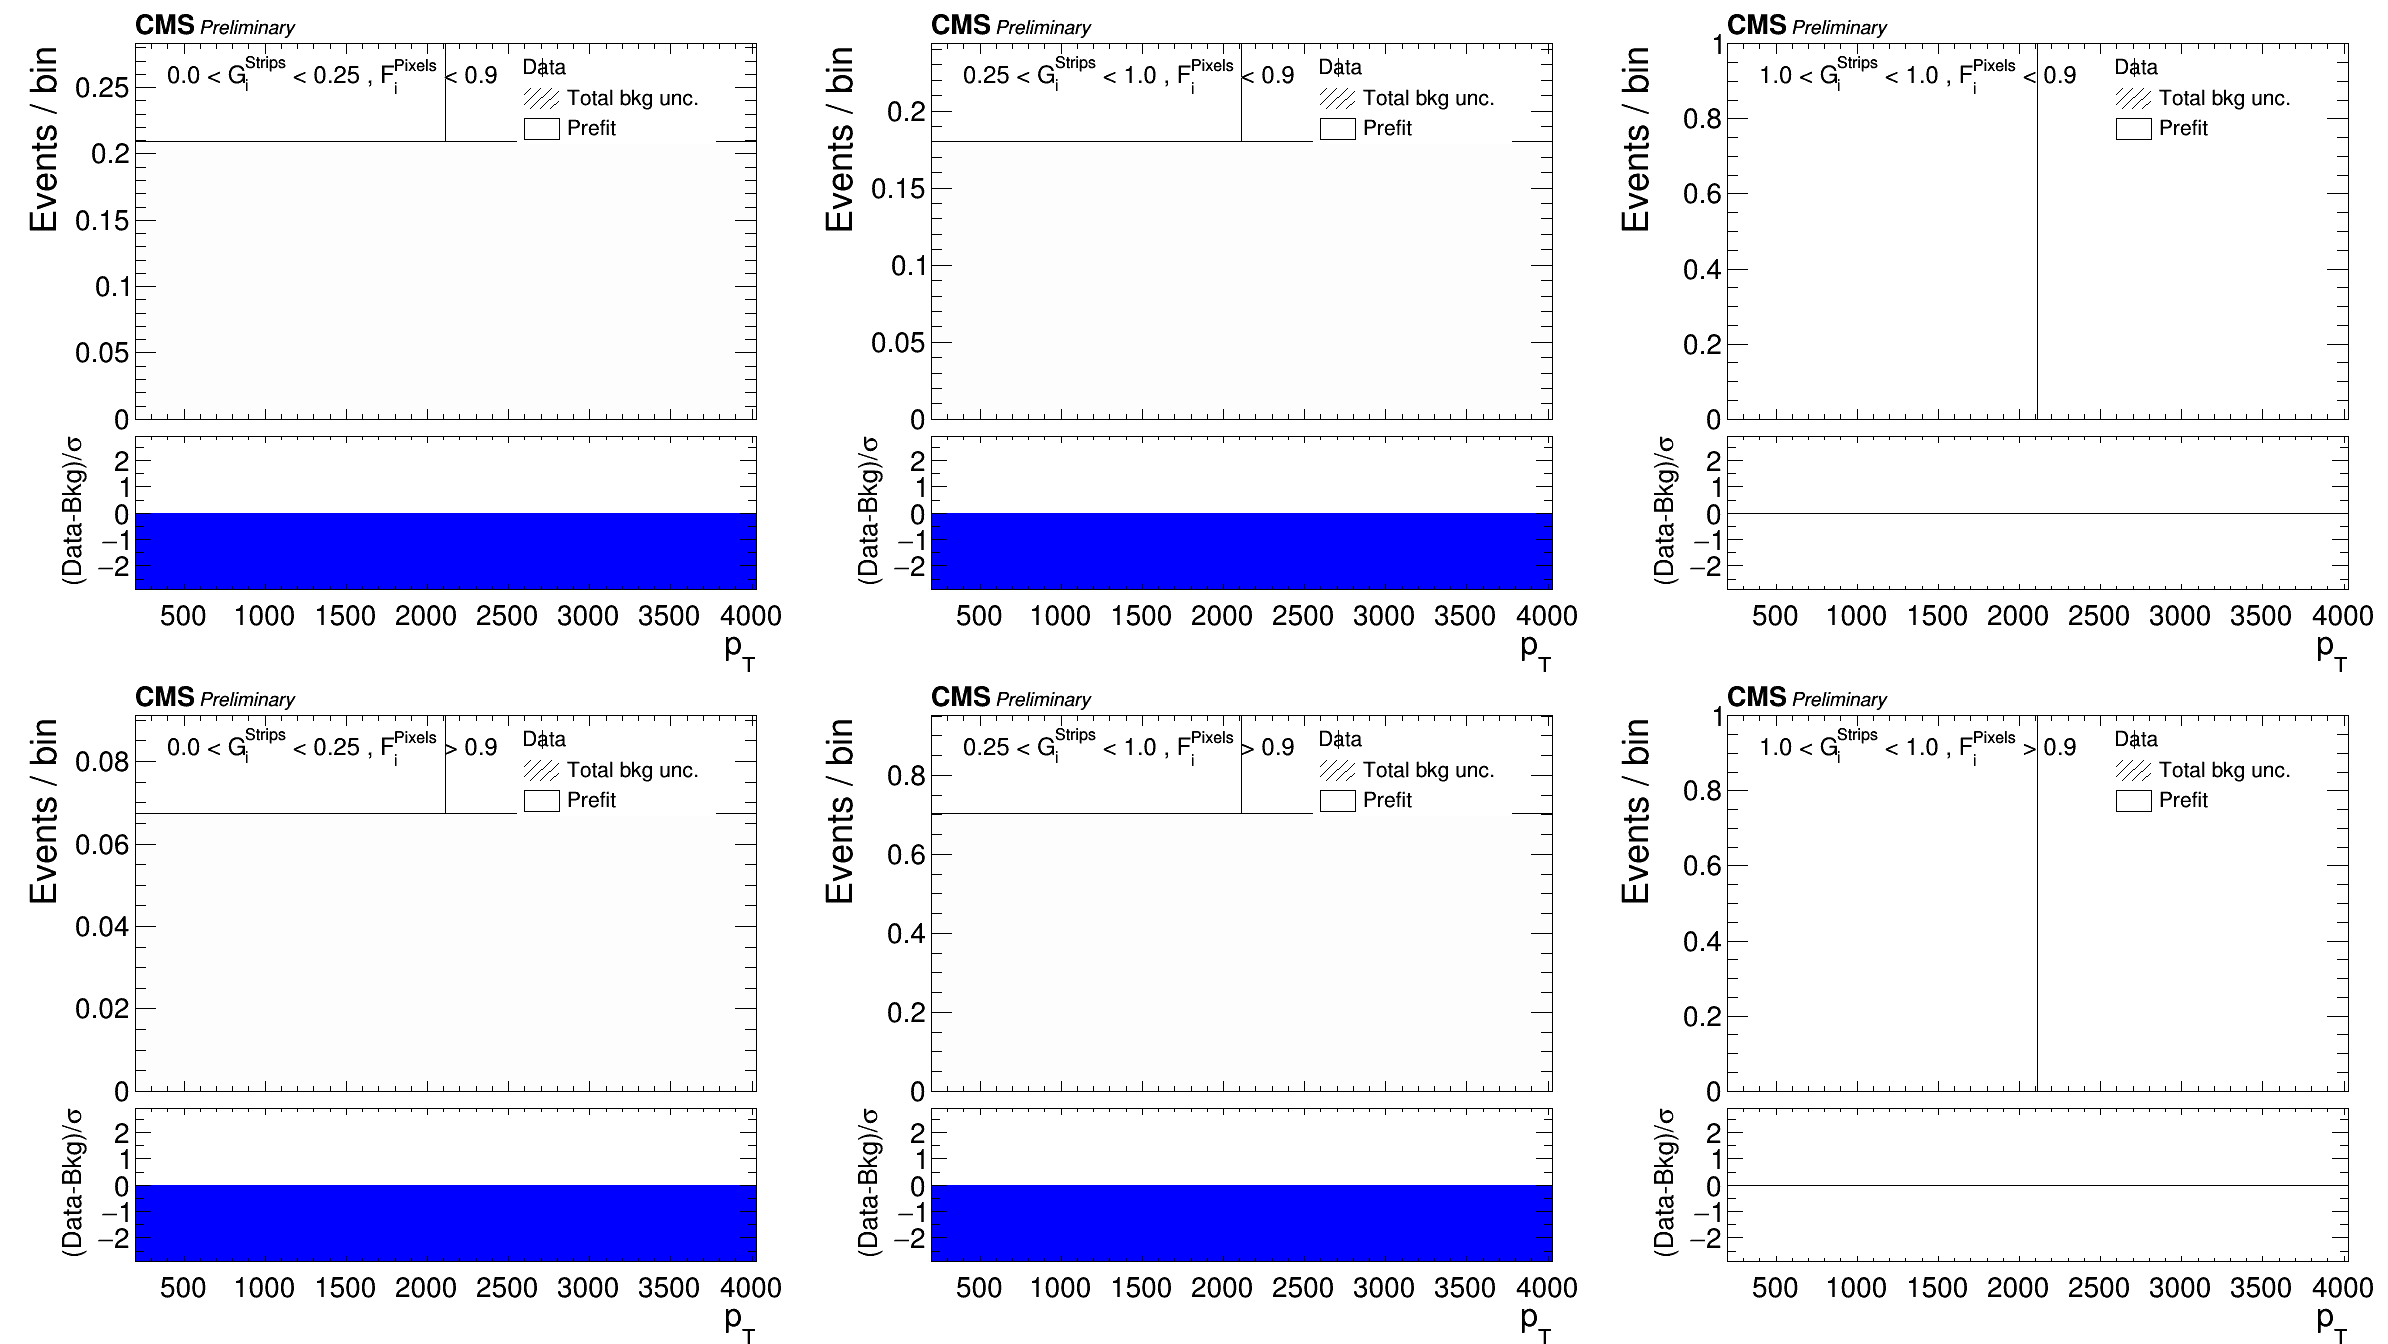 CMS Preliminary
Events / bin
0.0 < G_i^Strips < 0.25 , F_i^Pixels < 0.9
Data
Total bkg unc.
Prefit
0.25
0.2
0.15
0.1
0.05
0
(Data-Bkg)/σ
2
1
0
−1
−2
500 1000 1500 2000 2500 3000 3500 4000
p_T
CMS Preliminary
Events / bin
0.25 < G_i^Strips < 1.0 , F_i^Pixels < 0.9
Data
Total bkg unc.
Prefit
0.2
0.15
0.1
0.05
0
(Data-Bkg)/σ
2
1
0
−1
−2
500 1000 1500 2000 2500 3000 3500 4000
p_T
CMS Preliminary
Events / bin
1.0 < G_i^Strips < 1.0 , F_i^Pixels < 0.9
Data
Total bkg unc.
Prefit
1
0.8
0.6
0.4
0.2
0
(Data-Bkg)/σ
2
1
0
−1
−2
500 1000 1500 2000 2500 3000 3500 4000
p_T
CMS Preliminary
Events / bin
0.0 < G_i^Strips < 0.25 , F_i^Pixels > 0.9
Data
Total bkg unc.
Prefit
0.08
0.06
0.04
0.02
0
(Data-Bkg)/σ
2
1
0
−1
−2
500 1000 1500 2000 2500 3000 3500 4000
p_T
CMS Preliminary
Events / bin
0.25 < G_i^Strips < 1.0 , F_i^Pixels > 0.9
Data
Total bkg unc.
Prefit
0.8
0.6
0.4
0.2
0
(Data-Bkg)/σ
2
1
0
−1
−2
500 1000 1500 2000 2500 3000 3500 4000
p_T
CMS Preliminary
Events / bin
1.0 < G_i^Strips < 1.0 , F_i^Pixels > 0.9
Data
Total bkg unc.
Prefit
1
0.8
0.6
0.4
0.2
0
(Data-Bkg)/σ
2
1
0
−1
−2
500 1000 1500 2000 2500 3000 3500 4000
p_T